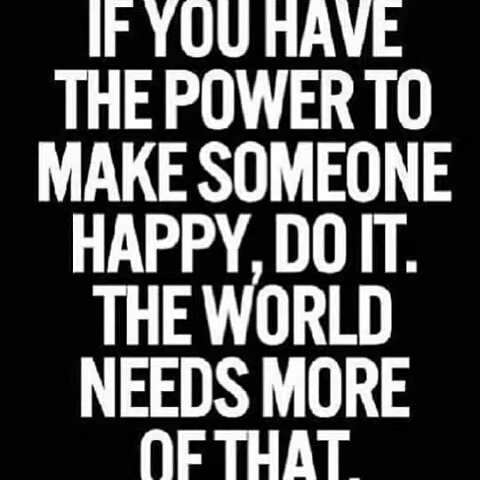 IF YOU HAVE
THE POWER TO
MAKE SOMEONE
HAPPY, DO IT.
THE WORLD
NEEDS MORE
OF THAT.